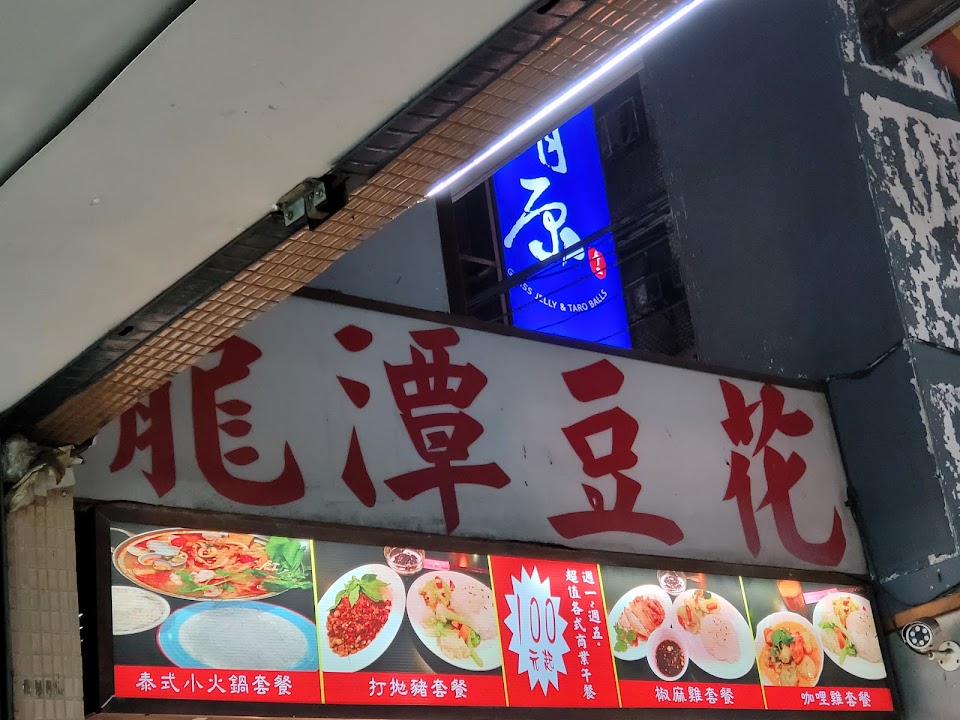 原
GRASS JELLY & TARO BALLS
龍潭豆花
泰式小火鍋套餐
打拋豬套餐
100元起
週一~週五.
超值各式商業午餐
椒麻雞套餐
咖哩雞套餐